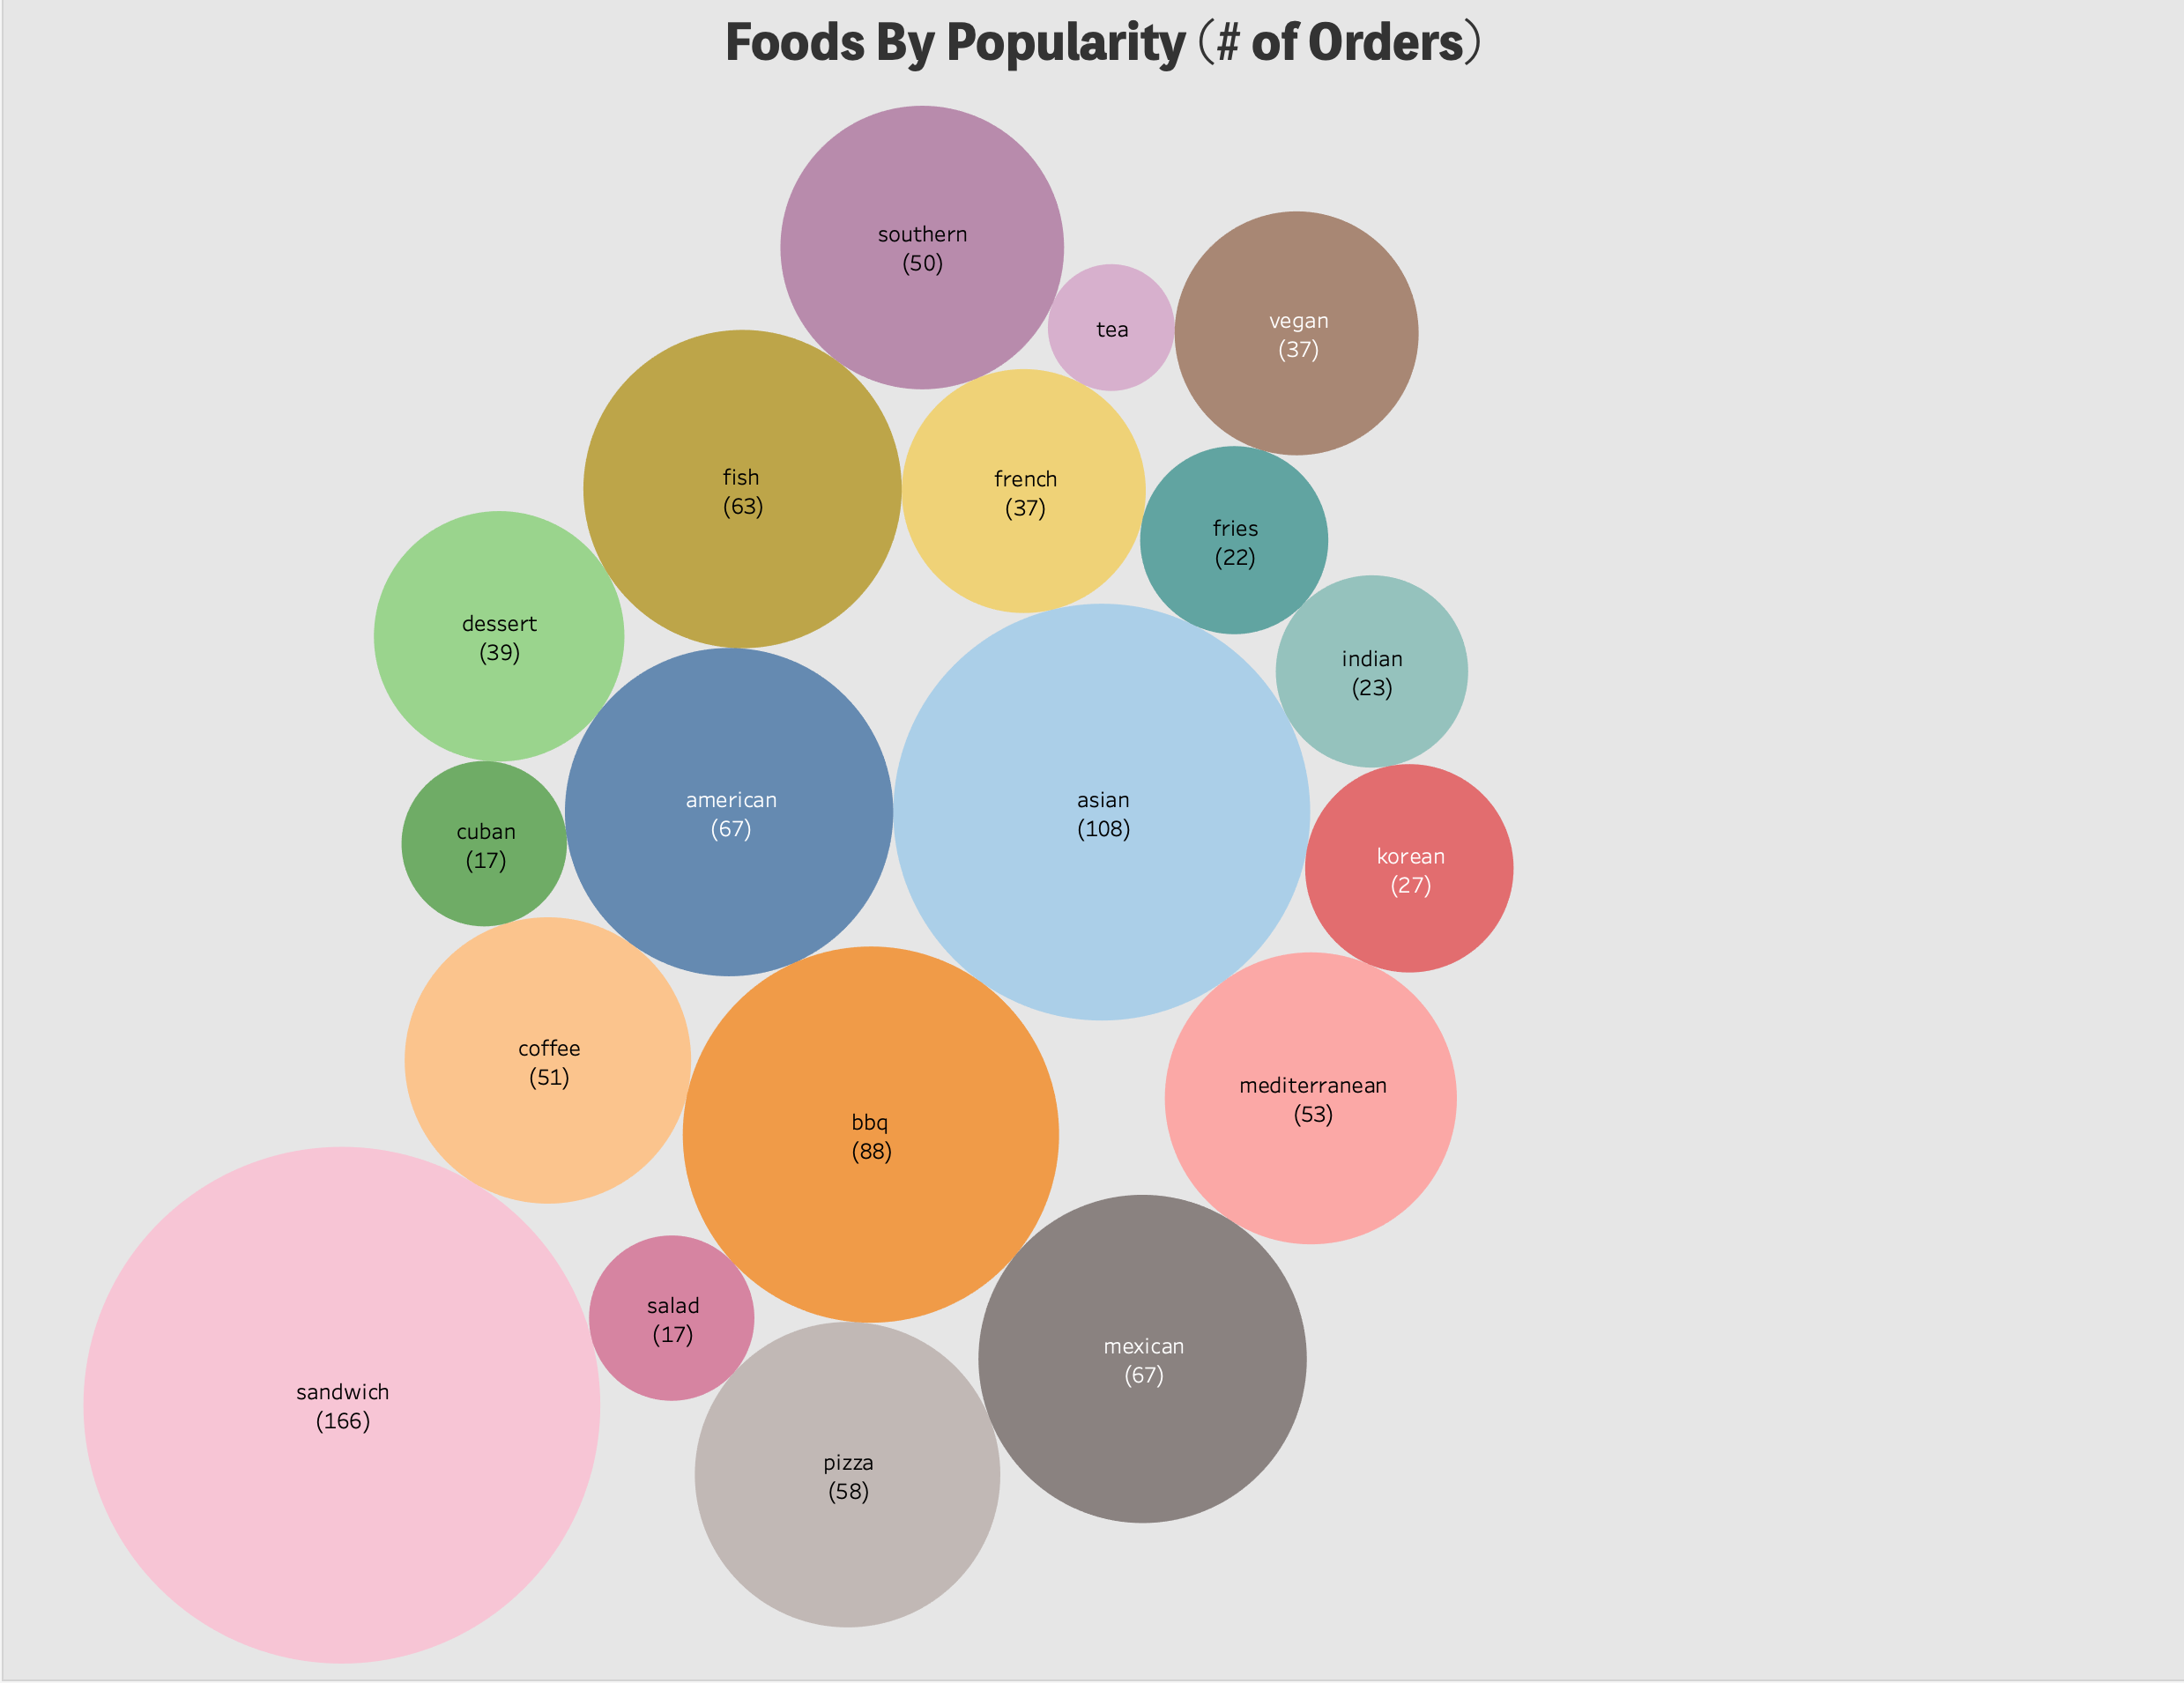 Foods By Popularity (# of Orders)
southern
(50)
tea
vegan
(37)
fish
(63)
french
(37)
fries
(22)
dessert
(39)
indian
(23)
american
(67)
asian
(108)
cuban
(17)
korean
(27)
coffee
(51)
mediterranean
(53)
bbq
(88)
salad
(17)
mexican
(67)
sandwich
(166)
pizza
(58)